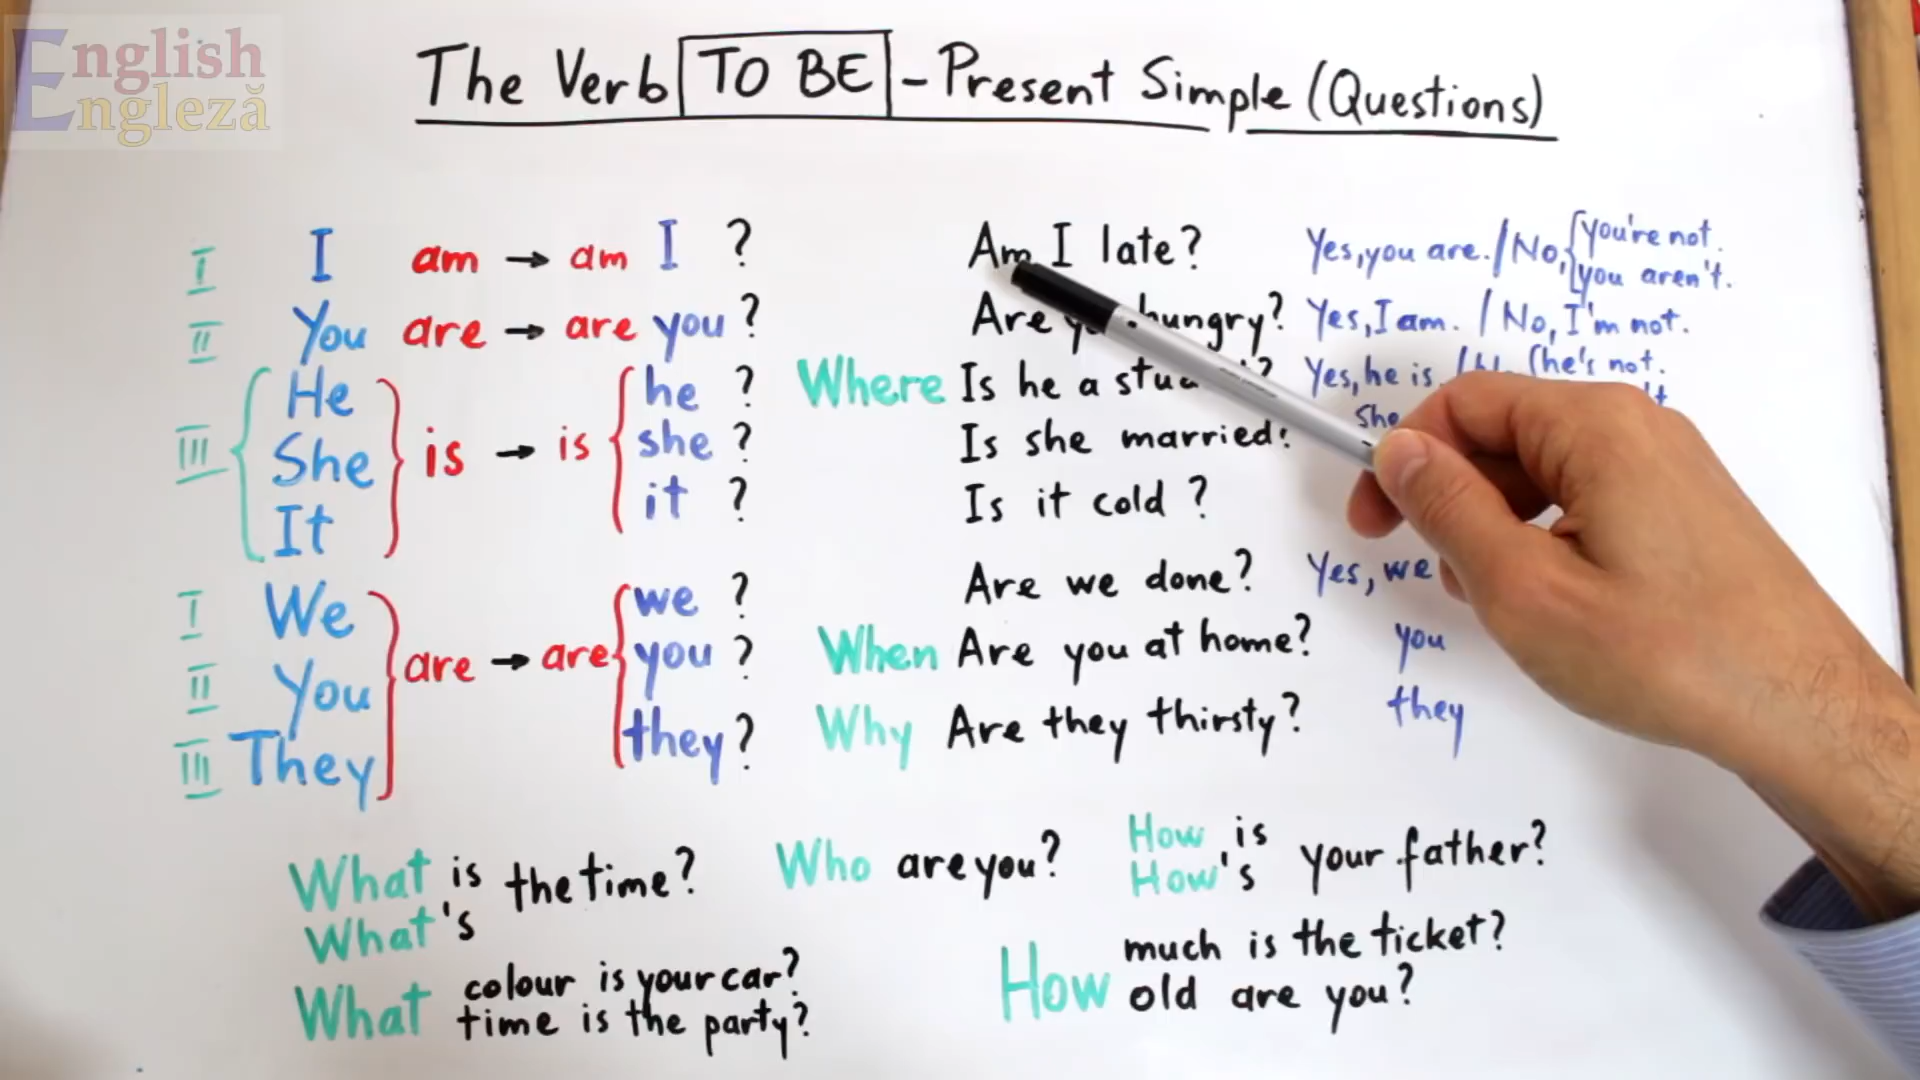 English
Engleză
The Verb TO BE - Present Simple (Questions)
I I am → am I ?
II You are → are you ?
III He
She
It
is → is
he ?
she ?
it ?
I We
II You
III They
are → are
we ?
you ?
they ?
Am I late? Yes, you are. / No, you're not.
you aren't.
Are hungry? Yes, I am. / No, I'm not.
Where Is he a Yes, he is. he's not.
She
Is she married
Is it cold ?
Are we done? Yes, we
When Are you at home? you
Why Are they thirsty? they
What is the time?
What's
Who are you?
How is your father?
How's
What colour is your car?
time is the party?
How much is the ticket?
old are you?